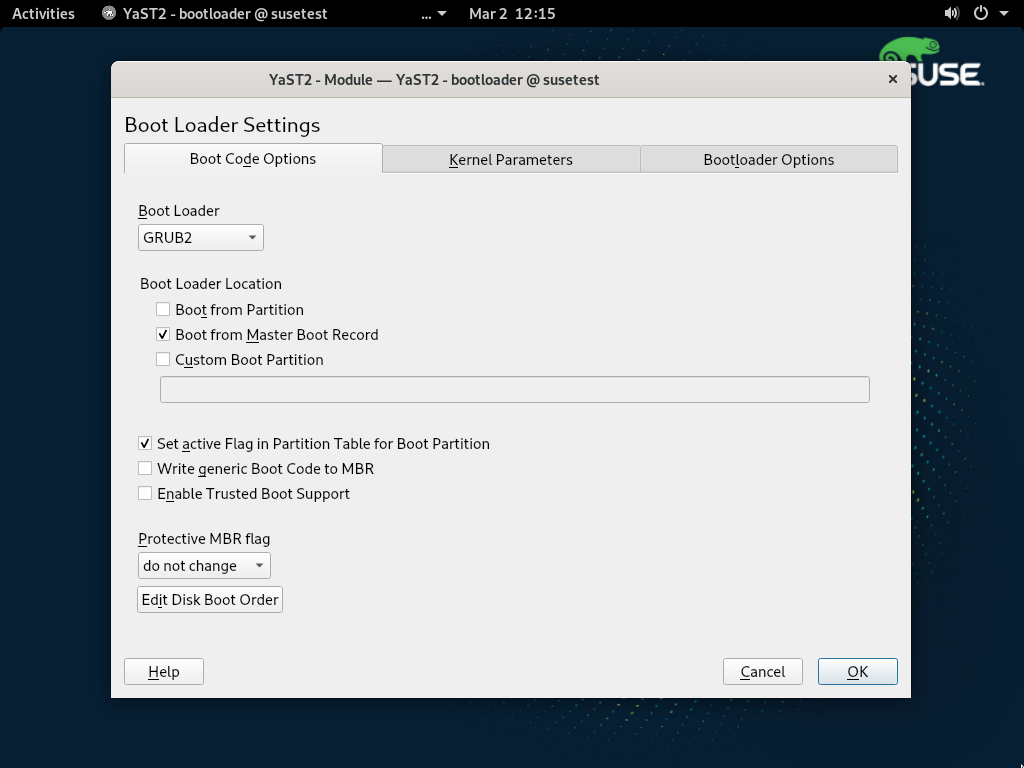 Activities YaST2 - bootloader @ susetest ... Mar 2 12:15
SUSE
YaST2 - Module — YaST2 - bootloader @ susetest
Boot Loader Settings
Boot Code Options Kernel Parameters Bootloader Options
Boot Loader
GRUB2
Boot Loader Location
Boot from Partition
Boot from Master Boot Record
Custom Boot Partition
Set active Flag in Partition Table for Boot Partition
Write generic Boot Code to MBR
Enable Trusted Boot Support
Protective MBR flag
do not change
Edit Disk Boot Order
Help Cancel OK